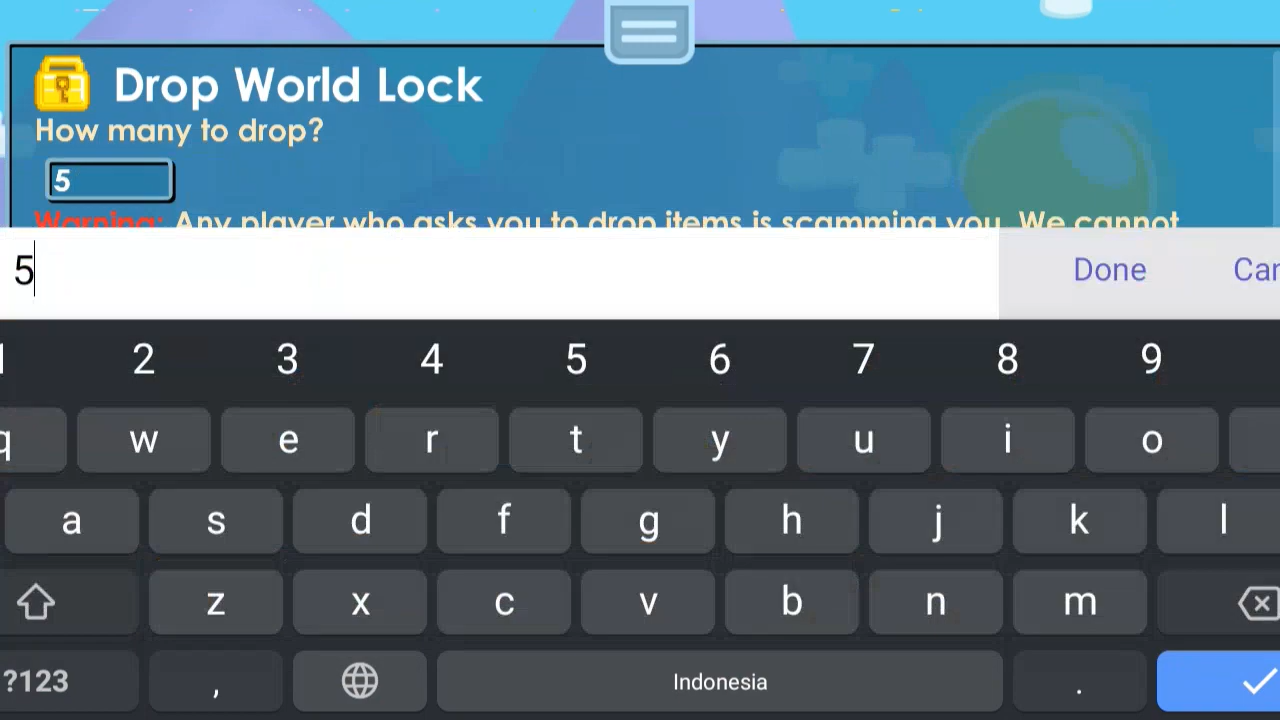 Drop World Lock
How many to drop?
5
Warning: Any player who asks you to drop items is scamming you. We cannot
5
Done
2 3 4 5 6 7 8 9
q w e r t y u i o
a s d f g h j k l
z x c v b n m
?123 , Indonesia .